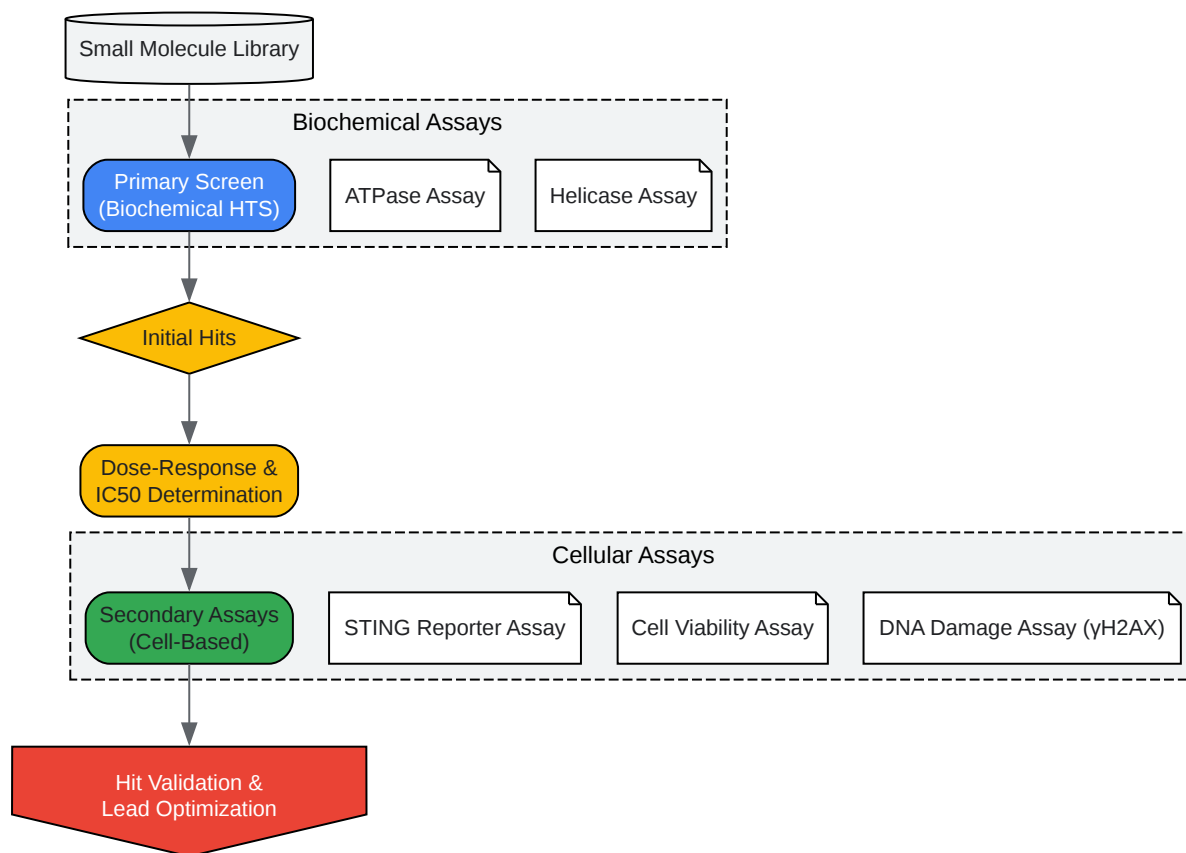 Small Molecule Library
Biochemical Assays
Primary Screen
(Biochemical HTS)
ATPase Assay
Helicase Assay
Initial Hits
Dose-Response &
IC50 Determination
Cellular Assays
Secondary Assays
(Cell-Based)
STING Reporter Assay
Cell Viability Assay
DNA Damage Assay (γH2AX)
Hit Validation &
Lead Optimization